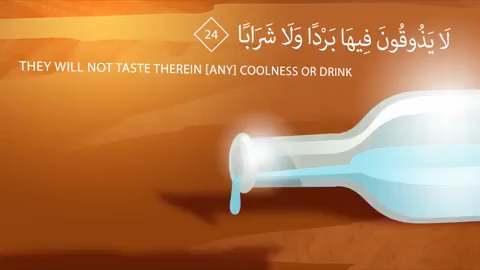 لَا يَذُوقُونَ فِيهَا بَرْدًا وَلَا شَرَابًا 24
THEY WILL NOT TASTE THEREIN [ANY] COOLNESS OR DRINK